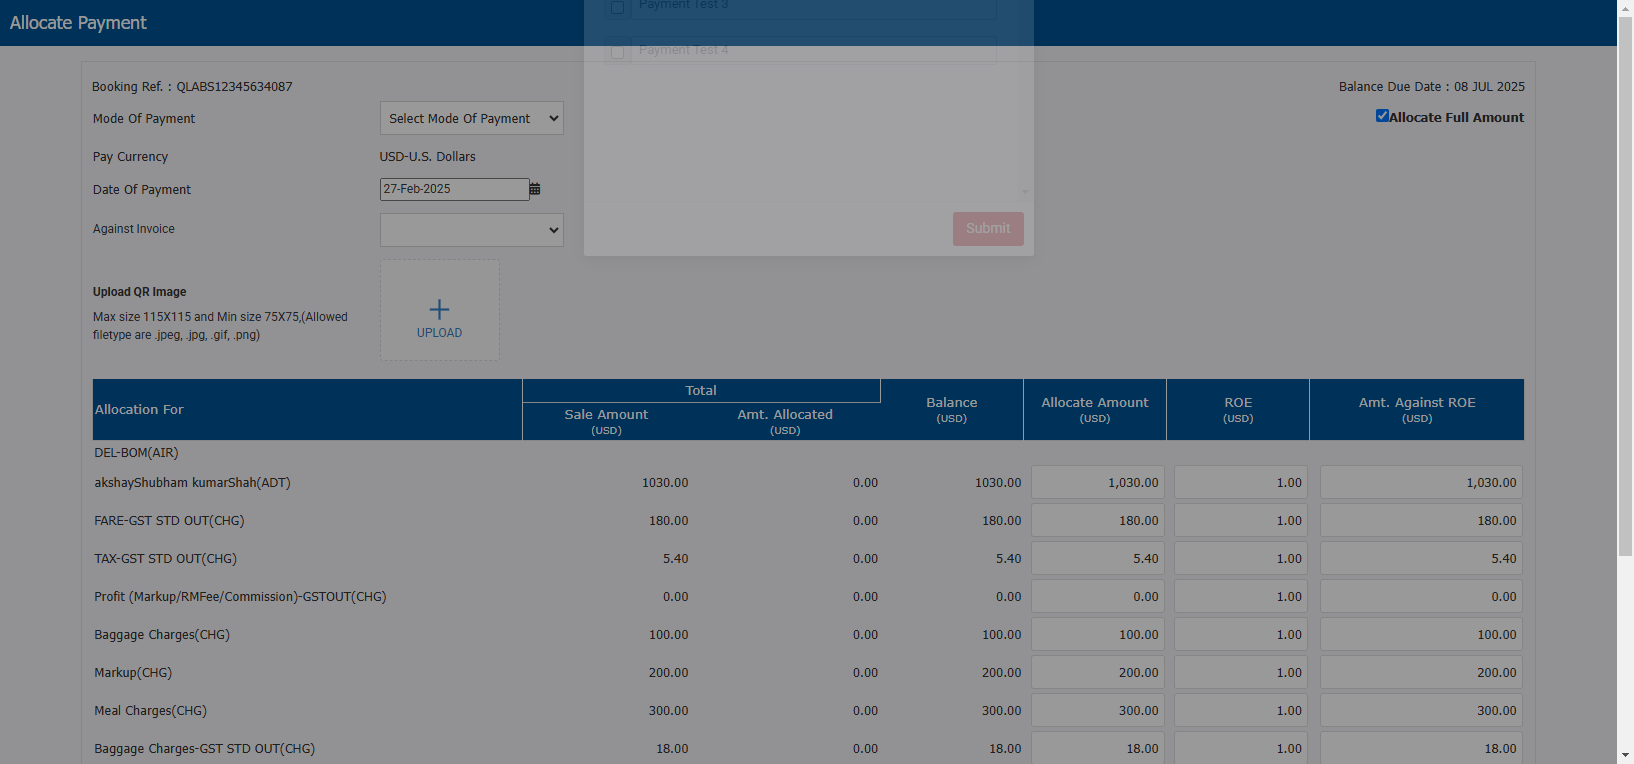 Allocate Payment
Payment Test 3
Payment Test 4
Booking Ref. : QLABS12345634087
Balance Due Date : 08 JUL 2025
Mode Of Payment
Select Mode Of Payment
Allocate Full Amount
Pay Currency
USD-U.S. Dollars
Date Of Payment
27-Feb-2025
Against Invoice
Submit
Upload QR Image
Max size 115X115 and Min size 75X75,(Allowed
filetype are .jpeg, .jpg, .gif, .png)
UPLOAD
Allocation For
Total
Sale Amount
(USD)
Amt. Allocated
(USD)
Balance
(USD)
Allocate Amount
(USD)
ROE
(USD)
Amt. Against ROE
(USD)
DEL-BOM(AIR)
akshayShubham kumarShah(ADT) 1030.00 0.00 1030.00 1,030.00 1.00 1,030.00
FARE-GST STD OUT(CHG) 180.00 0.00 180.00 180.00 1.00 180.00
TAX-GST STD OUT(CHG) 5.40 0.00 5.40 5.40 1.00 5.40
Profit (Markup/RMFee/Commission)-GSTOUT(CHG) 0.00 0.00 0.00 0.00 1.00 0.00
Baggage Charges(CHG) 100.00 0.00 100.00 100.00 1.00 100.00
Markup(CHG) 200.00 0.00 200.00 200.00 1.00 200.00
Meal Charges(CHG) 300.00 0.00 300.00 300.00 1.00 300.00
Baggage Charges-GST STD OUT(CHG) 18.00 0.00 18.00 18.00 1.00 18.00